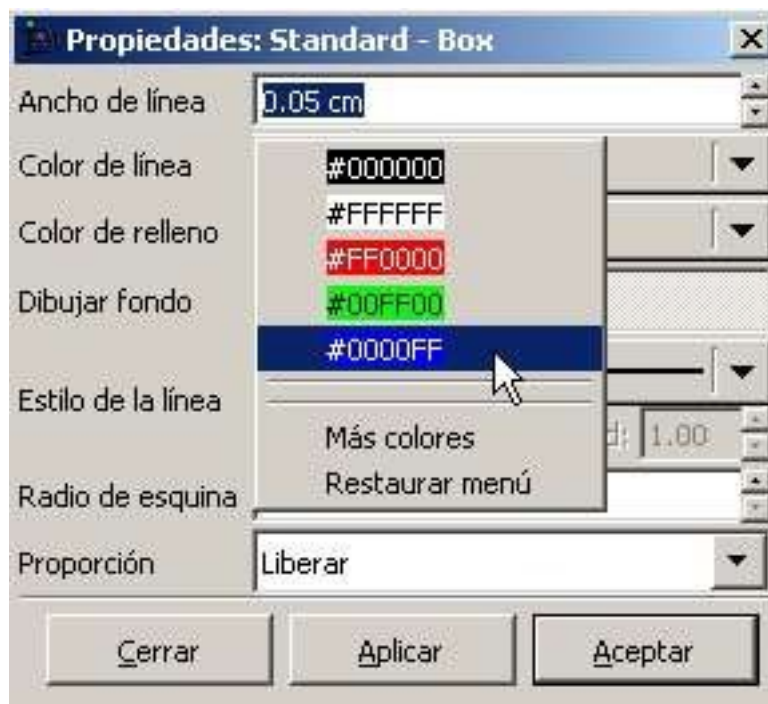 Propiedades: Standard - Box
Ancho de línea
0.05 cm
Color de línea
#000000
#FFFFFF
Color de relleno
#FF0000
Dibujar fondo
#00FF00
#0000FF
Estilo de la línea
Más colores
1.00
Restaurar menú
Radio de esquina
Proporción
Liberar
Cerrar
Aplicar
Aceptar